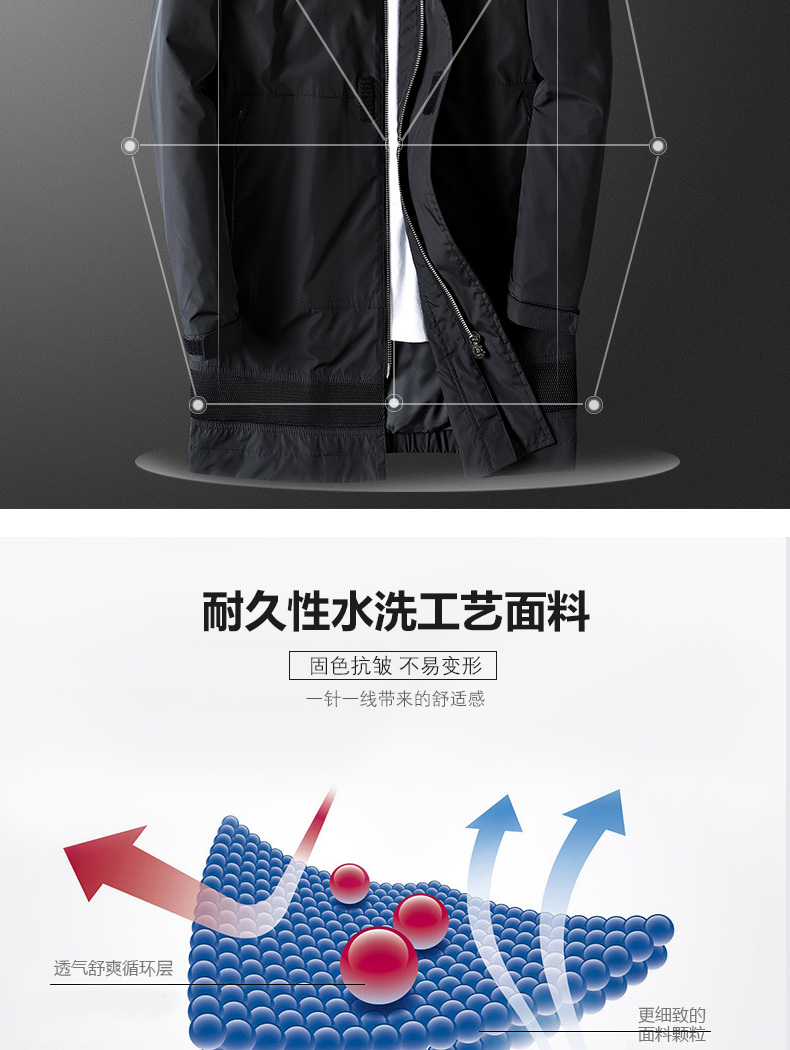 耐久性水洗工艺面料
固色抗皱 不易变形
一针一线带来的舒适感
透气舒爽循环层
更细致的
面料颗粒